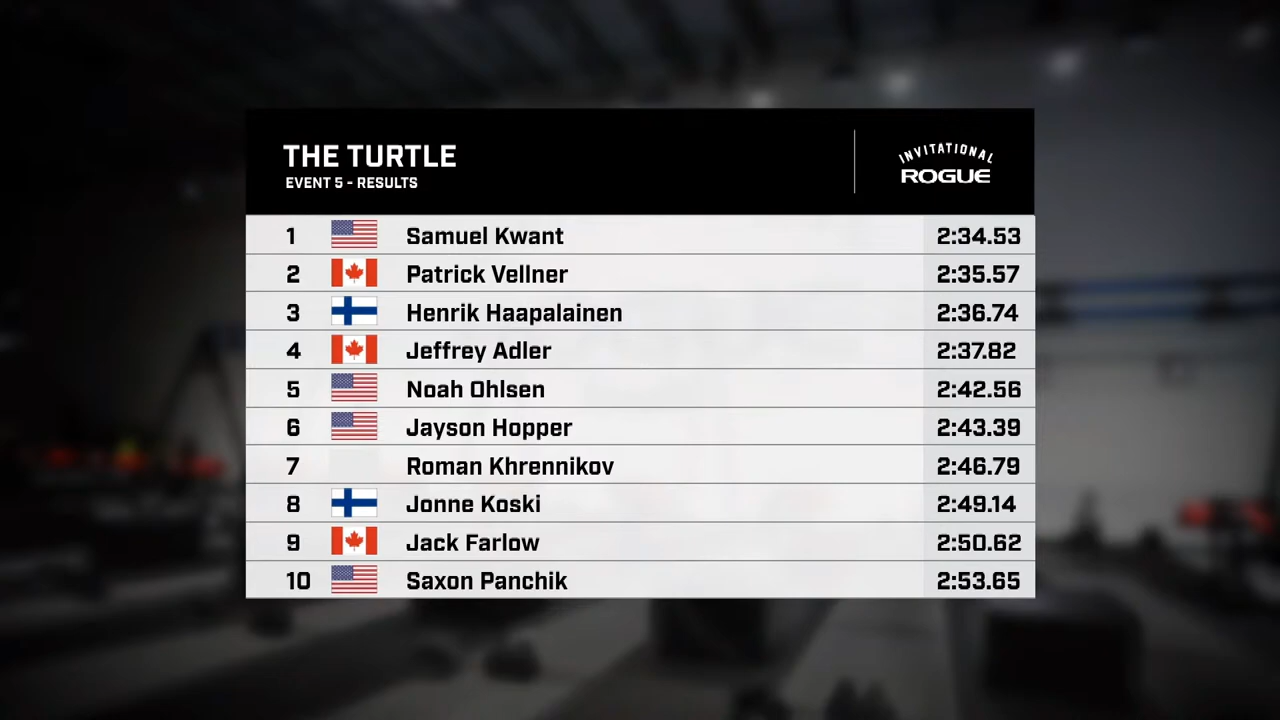 THE TURTLE
EVENT 5 - RESULTS
INVITATIONAL
ROGUE
1 Samuel Kwant 2:34.53
2 Patrick Vellner 2:35.57
3 Henrik Haapalainen 2:36.74
4 Jeffrey Adler 2:37.82
5 Noah Ohlsen 2:42.56
6 Jayson Hopper 2:43.39
7 Roman Khrennikov 2:46.79
8 Jonne Koski 2:49.14
9 Jack Farlow 2:50.62
10 Saxon Panchik 2:53.65